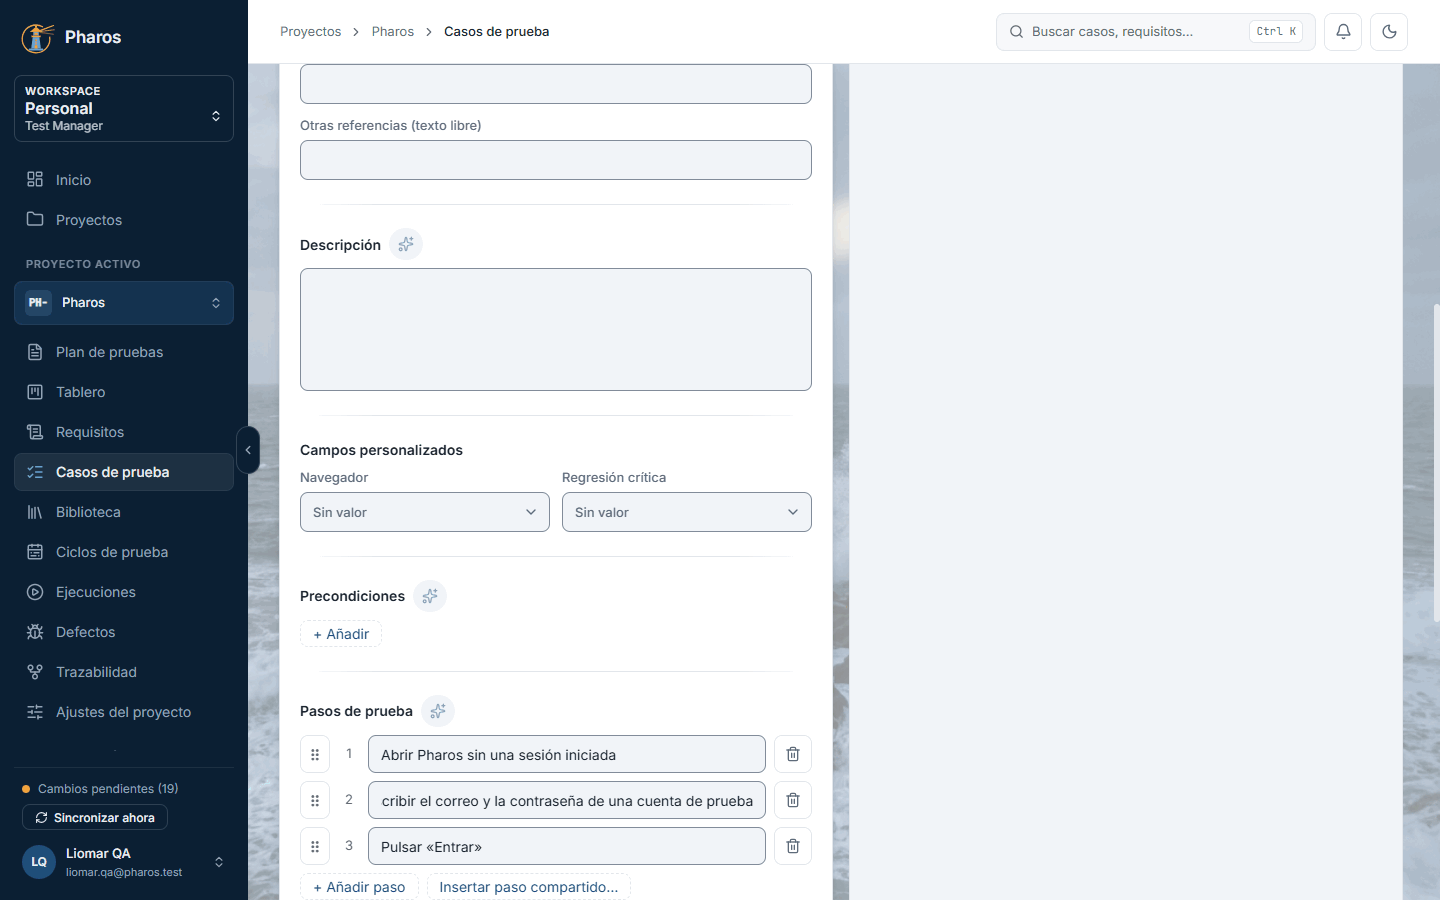 Pharos
WORKSPACE
Personal
Test Manager
Inicio
Proyectos
PROYECTO ACTIVO
PH-
Pharos
Plan de pruebas
Tablero
Requisitos
Casos de prueba
Biblioteca
Ciclos de prueba
Ejecuciones
Defectos
Trazabilidad
Ajustes del proyecto
Cambios pendientes (19)
Sincronizar ahora
LQ
Liomar QA
liomar.qa@pharos.test
Proyectos > Pharos > Casos de prueba
Buscar casos, requisitos...
Ctrl K
Otras referencias (texto libre)
Descripción
Campos personalizados
Navegador
Regresión crítica
Sin valor
Sin valor
Precondiciones
+ Añadir
Pasos de prueba
1 Abrir Pharos sin una sesión iniciada
2 cribir el correo y la contraseña de una cuenta de prueba
3 Pulsar «Entrar»
+ Añadir paso
Insertar paso compartido...